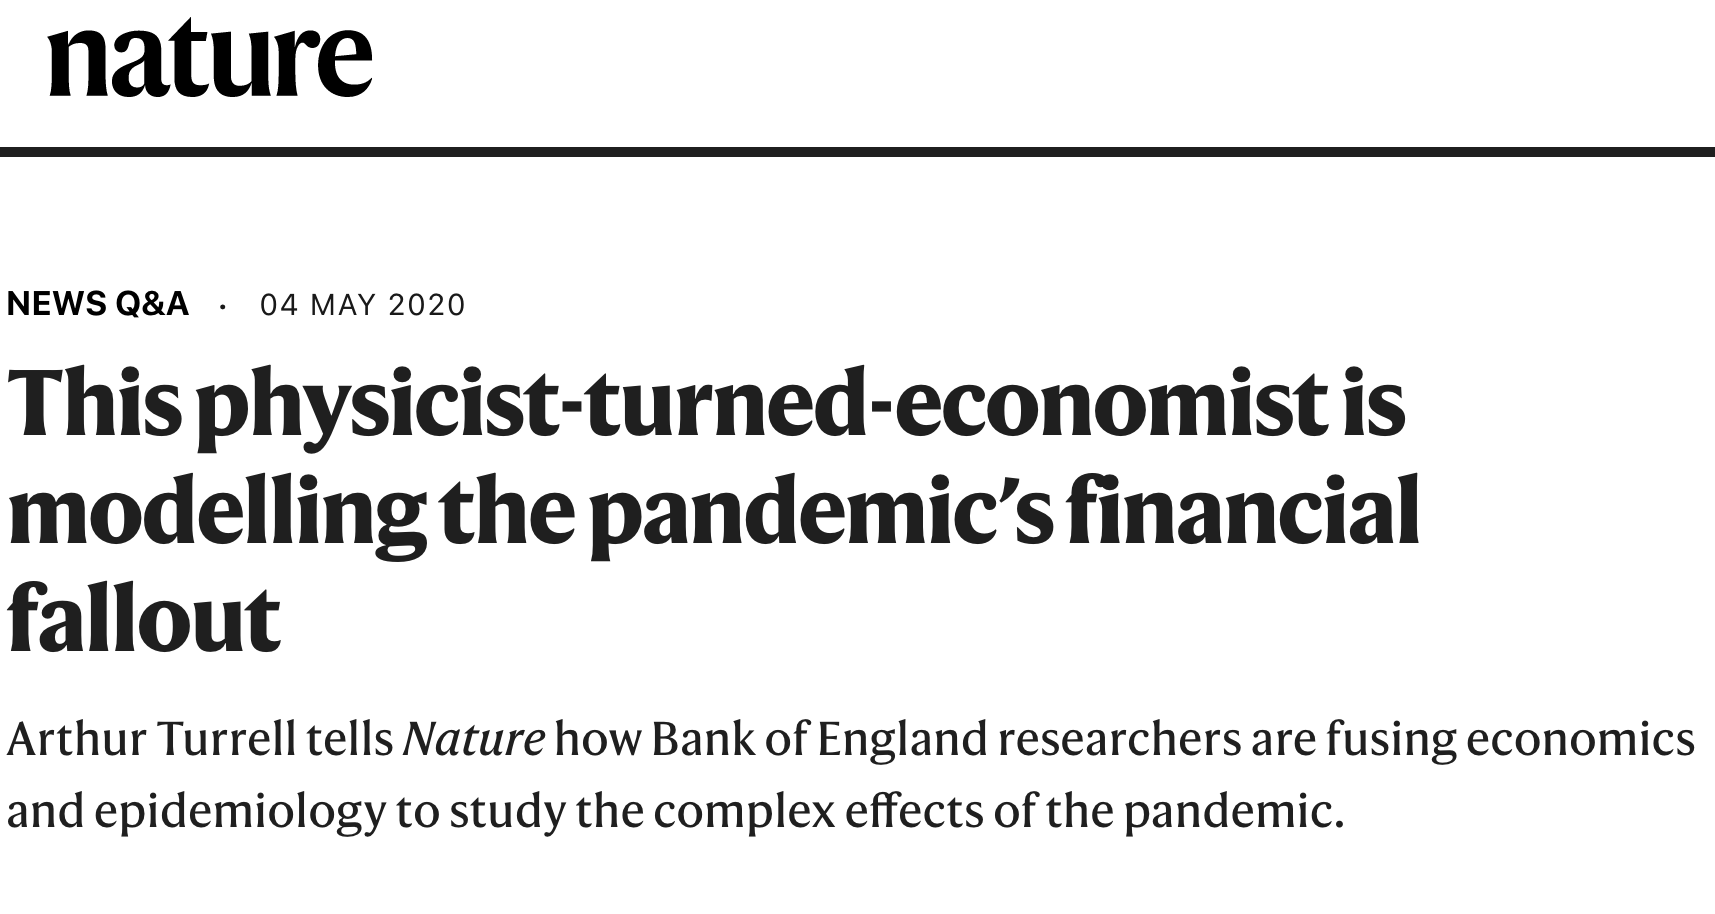 nature
NEWS Q&A · 04 MAY 2020
This physicist-turned-economist is
modelling the pandemic’s financial
fallout
Arthur Turrell tells Nature how Bank of England researchers are fusing economics
and epidemiology to study the complex effects of the pandemic.